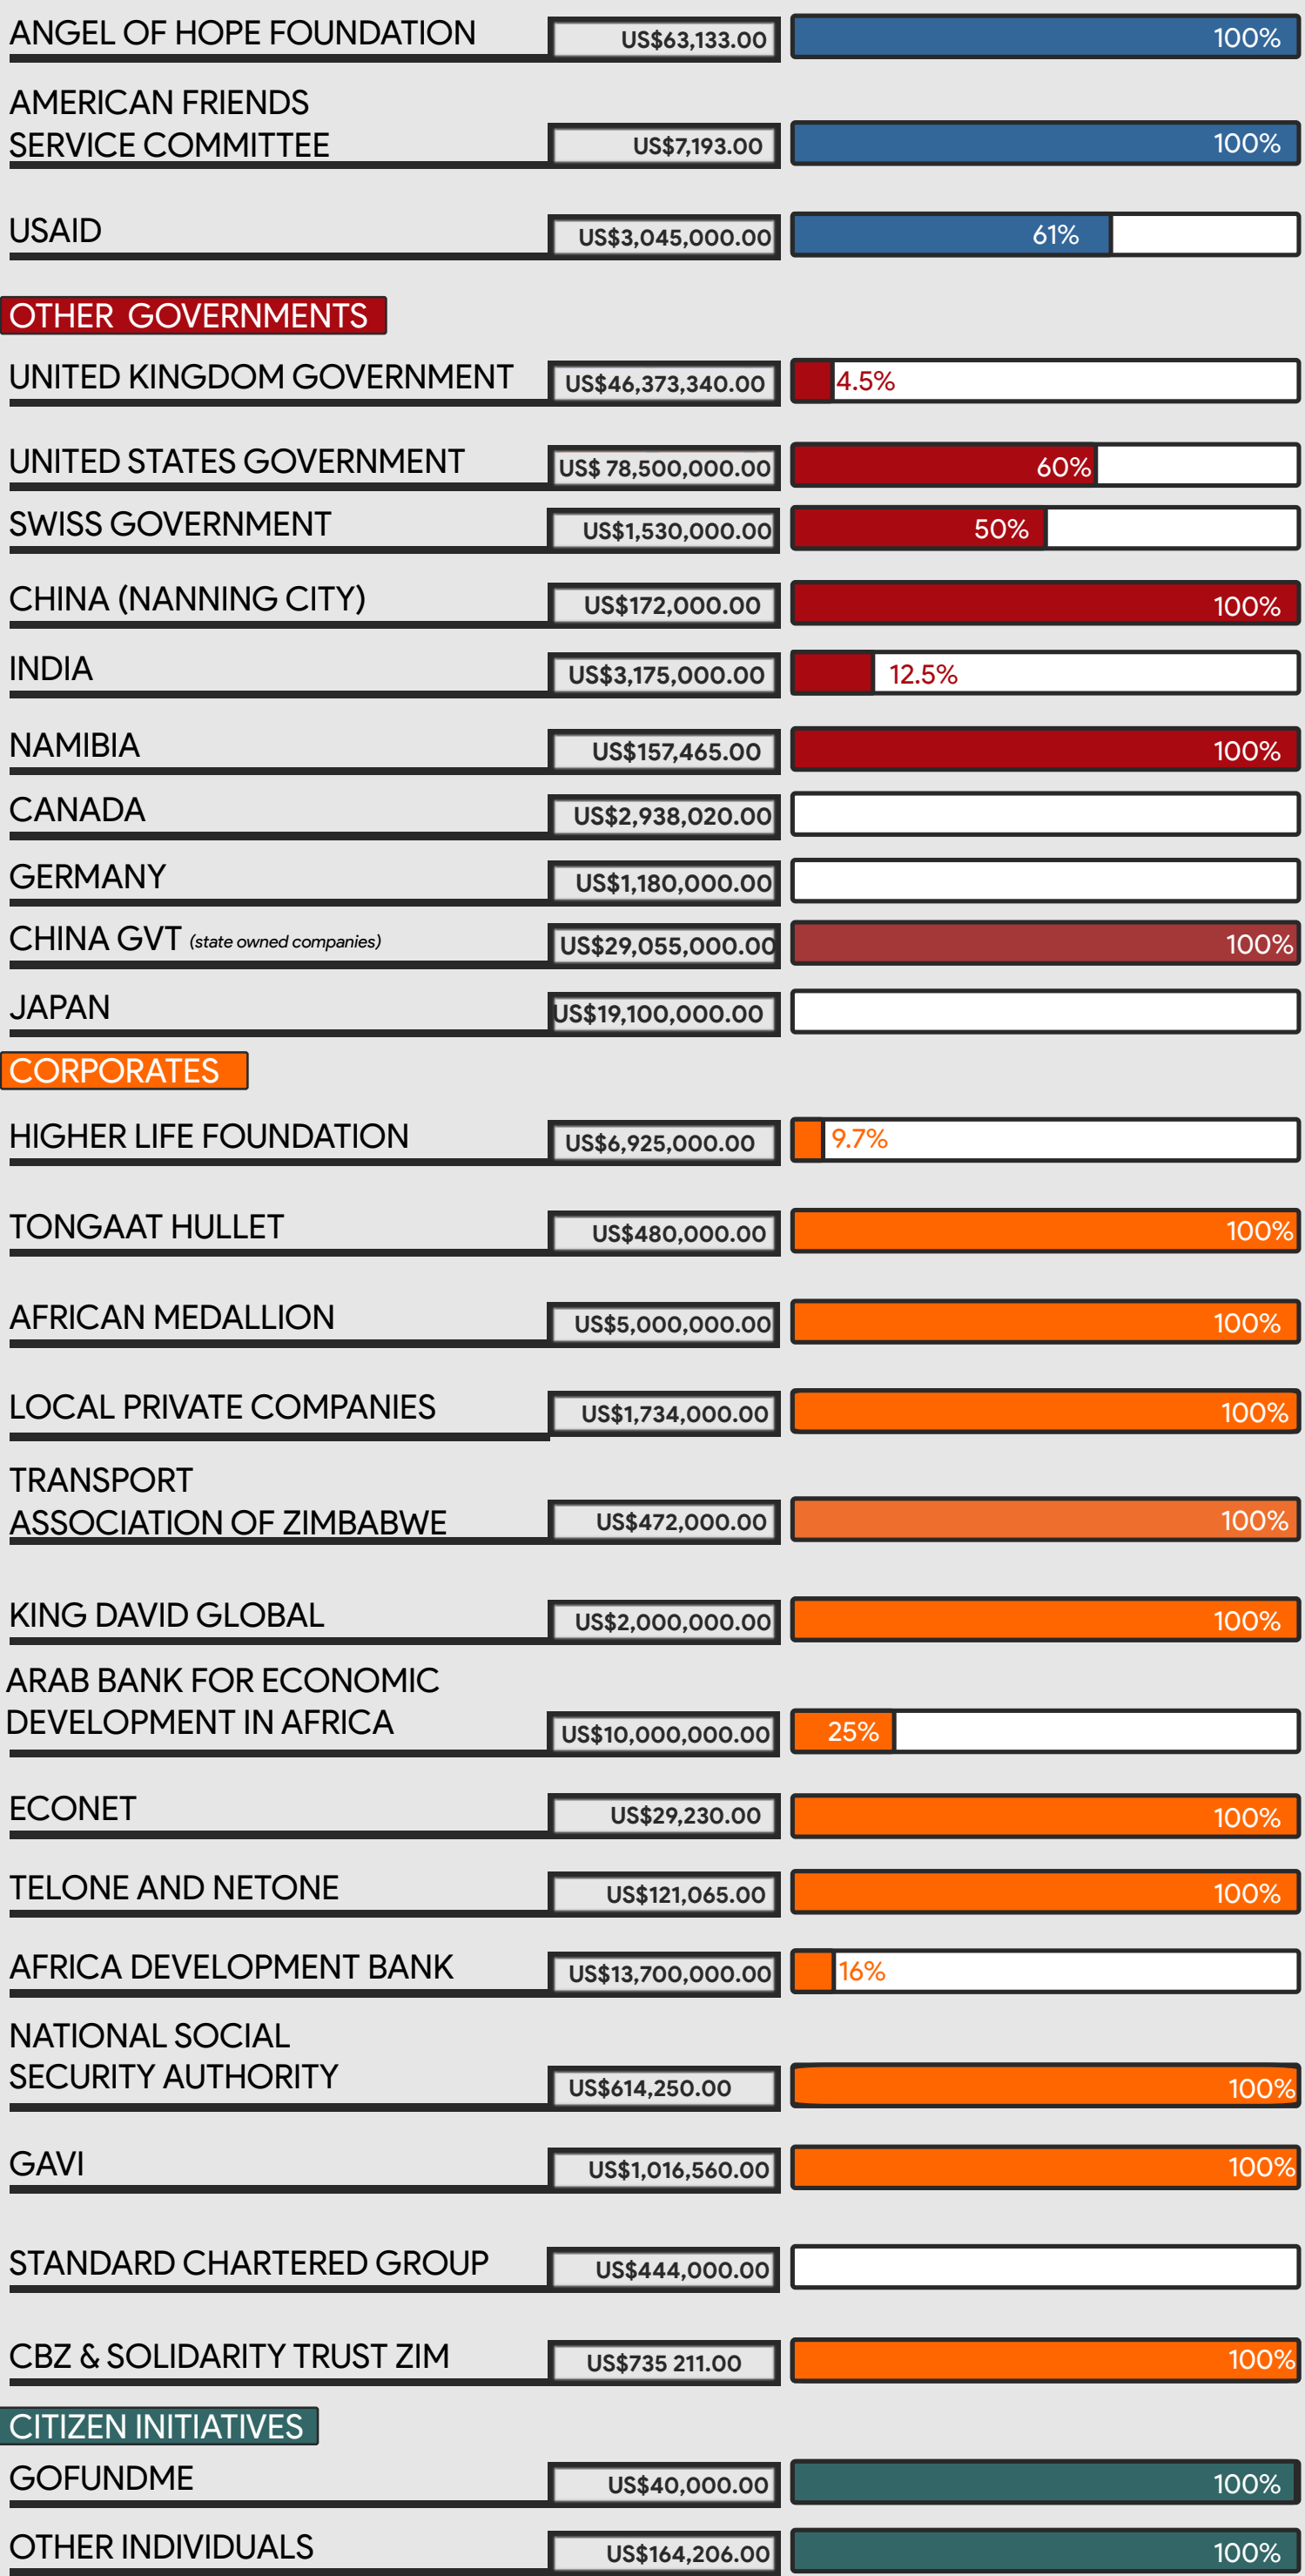 ANGEL OF HOPE FOUNDATION US$63,133.00 100%
AMERICAN FRIENDS
SERVICE COMMITTEE US$7,193.00 100%
USAID US$3,045,000.00 61%
OTHER GOVERNMENTS
UNITED KINGDOM GOVERNMENT US$46,373,340.00 4.5%
UNITED STATES GOVERNMENT US$ 78,500,000.00 60%
SWISS GOVERNMENT US$1,530,000.00 50%
CHINA (NANNING CITY) US$172,000.00 100%
INDIA US$3,175,000.00 12.5%
NAMIBIA US$157,465.00 100%
CANADA US$2,938,020.00
GERMANY US$1,180,000.00
CHINA GVT (state owned companies) US$29,055,000.00 100%
JAPAN US$19,100,000.00
CORPORATES
HIGHER LIFE FOUNDATION US$6,925,000.00 9.7%
TONGAAT HULLET US$480,000.00 100%
AFRICAN MEDALLION US$5,000,000.00 100%
LOCAL PRIVATE COMPANIES US$1,734,000.00 100%
TRANSPORT
ASSOCIATION OF ZIMBABWE US$472,000.00 100%
KING DAVID GLOBAL US$2,000,000.00 100%
ARAB BANK FOR ECONOMIC
DEVELOPMENT IN AFRICA US$10,000,000.00 25%
ECONET US$29,230.00 100%
TELONE AND NETONE US$121,065.00 100%
AFRICA DEVELOPMENT BANK US$13,700,000.00 16%
NATIONAL SOCIAL
SECURITY AUTHORITY US$614,250.00 100%
GAVI US$1,016,560.00 100%
STANDARD CHARTERED GROUP US$444,000.00
CBZ & SOLIDARITY TRUST ZIM US$735 211.00 100%
CITIZEN INITIATIVES
GOFUNDME US$40,000.00 100%
OTHER INDIVIDUALS US$164,206.00 100%